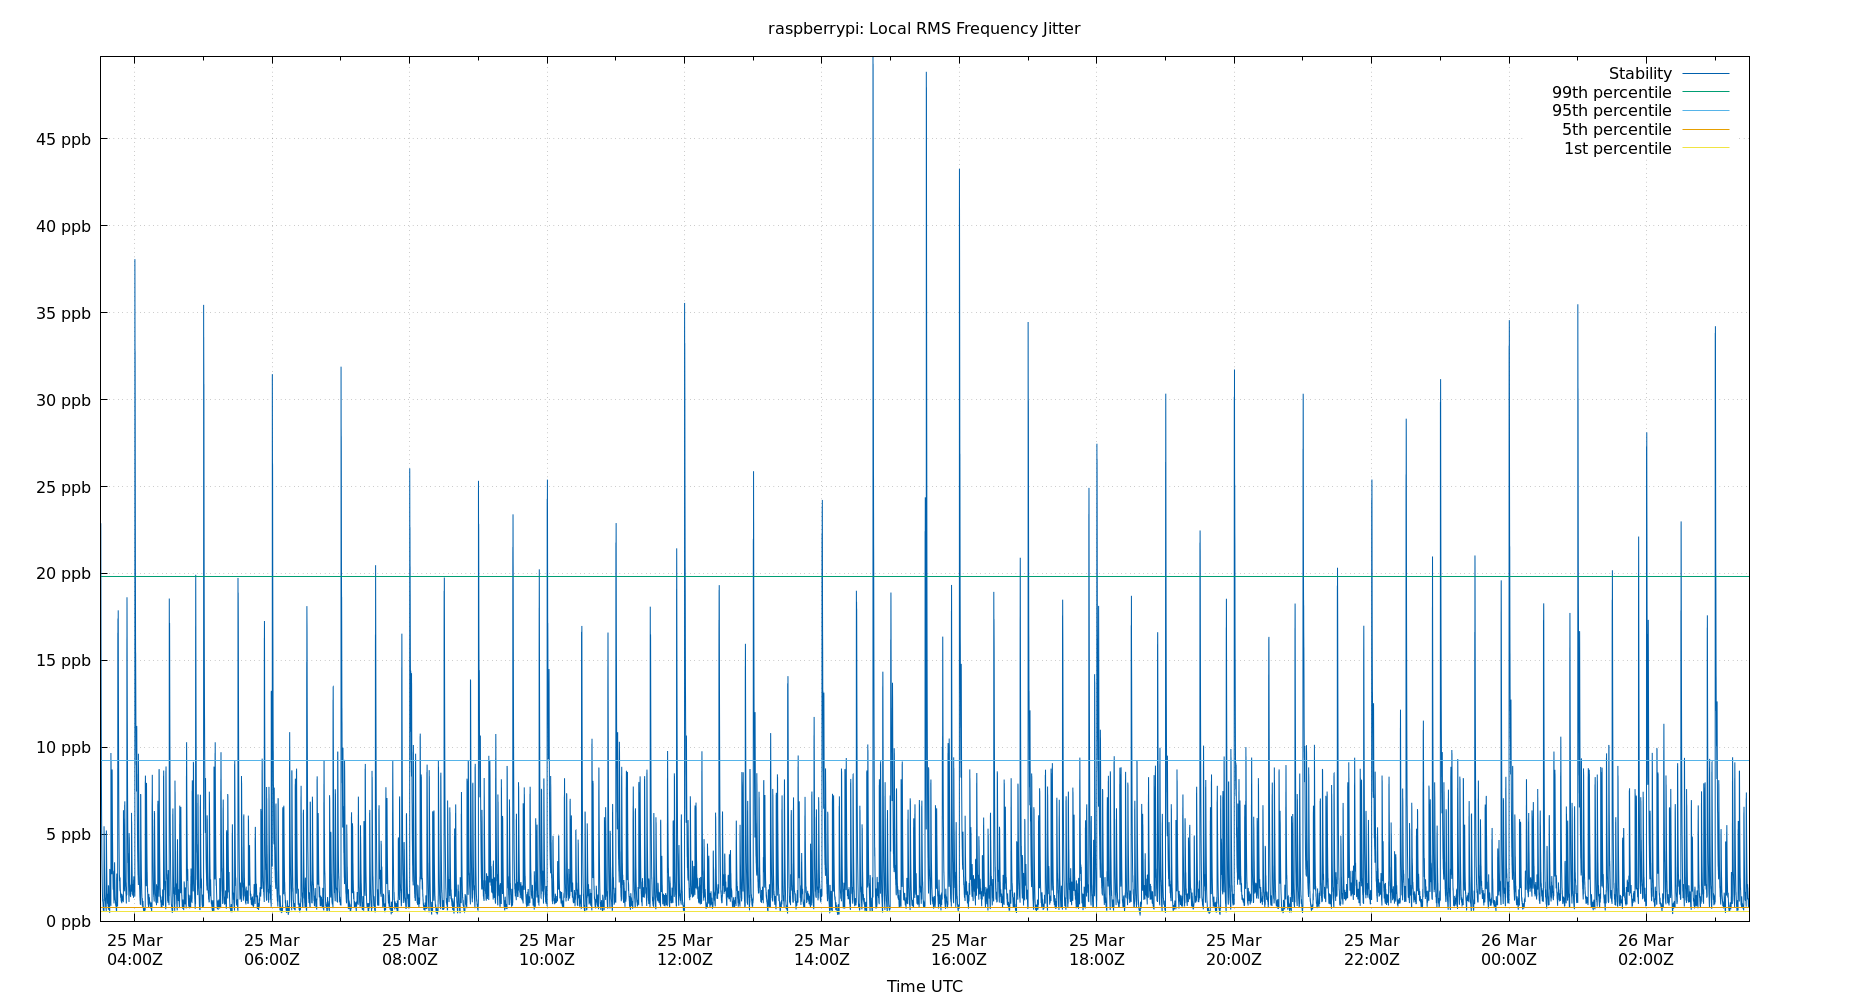 raspberrypi: Local RMS Frequency Jitter
Stability
99th percentile
95th percentile
5th percentile
1st percentile
45 ppb
40 ppb
35 ppb
30 ppb
25 ppb
20 ppb
15 ppb
10 ppb
5 ppb
0 ppb
25 Mar 25 Mar 25 Mar 25 Mar 25 Mar 25 Mar 25 Mar 25 Mar 25 Mar 25 Mar 26 Mar 26 Mar
04:00Z 06:00Z 08:00Z 10:00Z 12:00Z 14:00Z 16:00Z 18:00Z 20:00Z 22:00Z 00:00Z 02:00Z
Time UTC